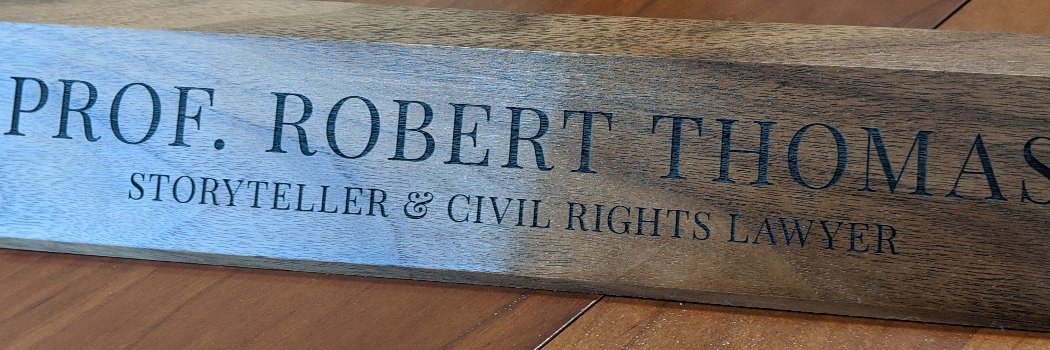 PROF. ROBERT THOMAS
STORYTELLER & CIVIL RIGHTS LAWYER